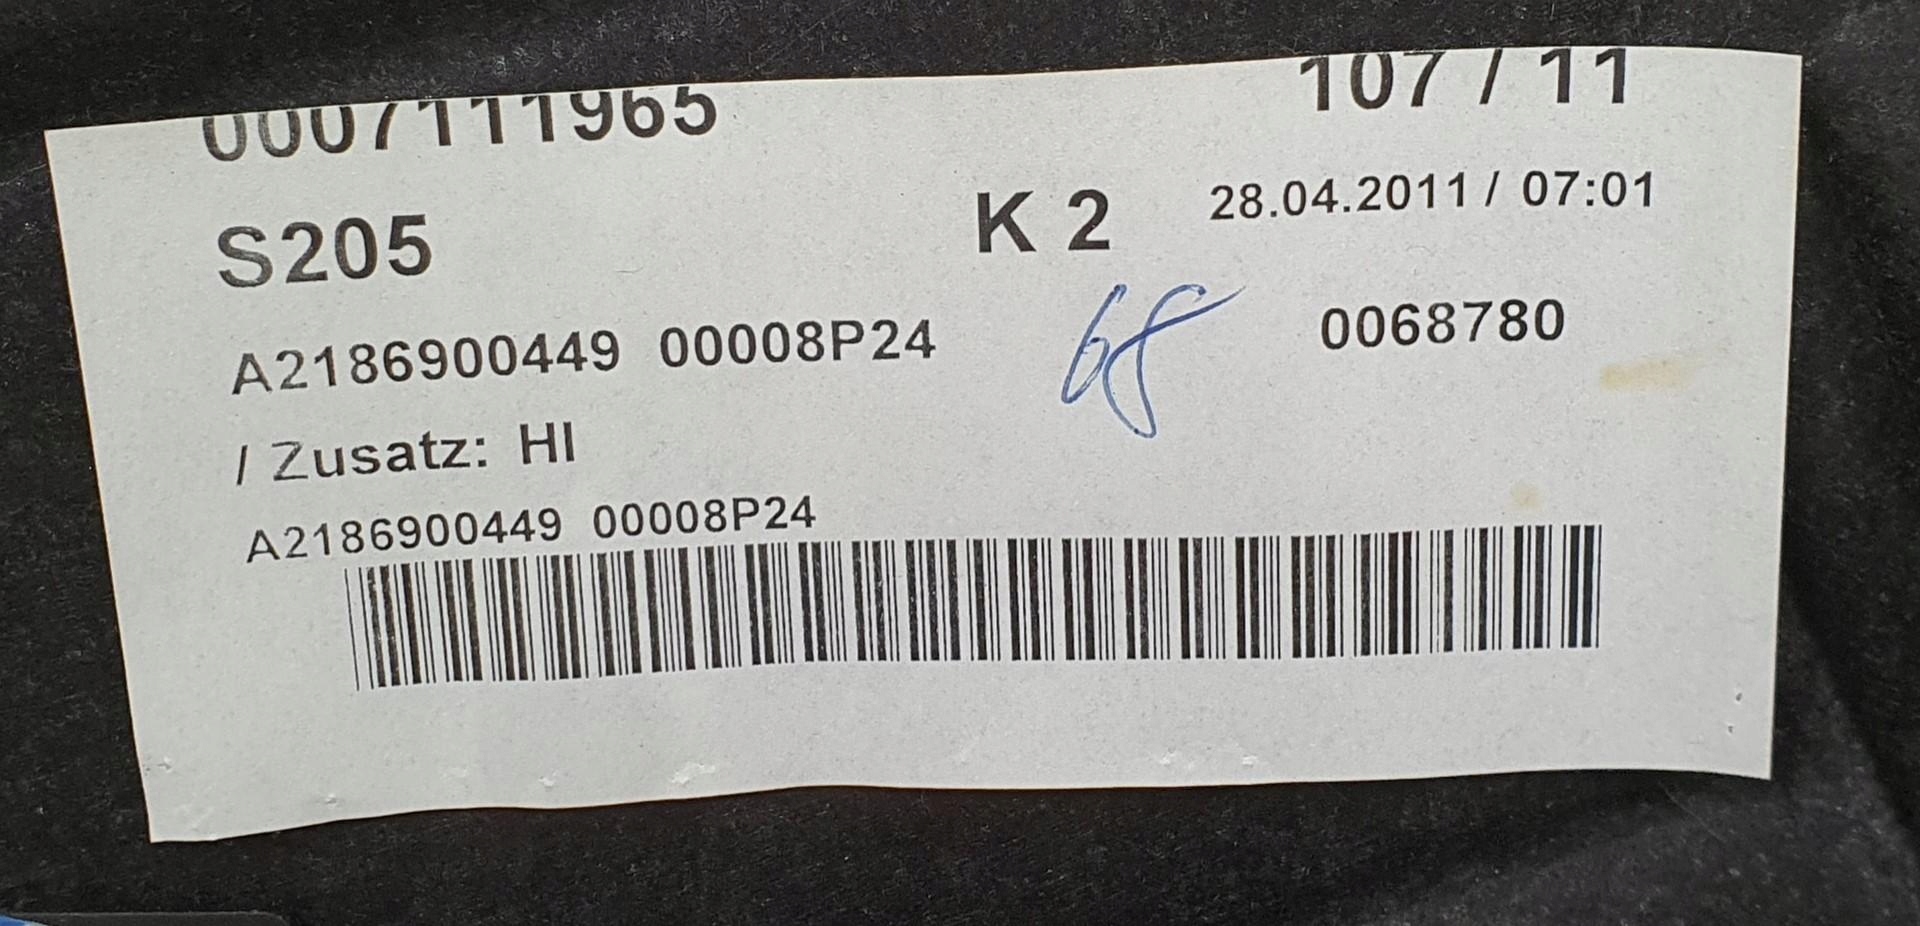 0007111965 107 / 11
S205 K 2 28.04.2011 / 07:01
A2186900449 00008P24 68 0068780
/ Zusatz: HI
A2186900449 00008P24